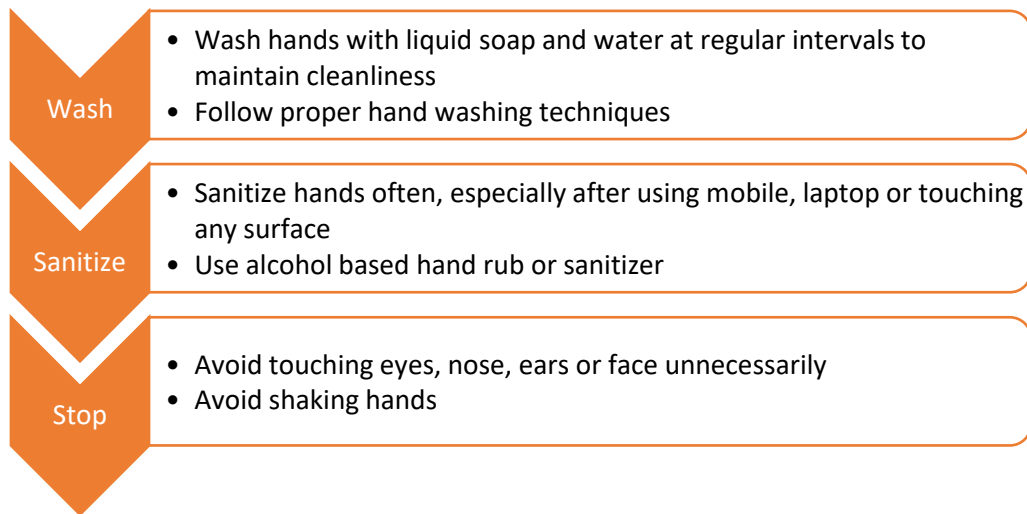 Wash
• Wash hands with liquid soap and water at regular intervals to
maintain cleanliness
• Follow proper hand washing techniques
Sanitize
• Sanitize hands often, especially after using mobile, laptop or touching
any surface
• Use alcohol based hand rub or sanitizer
Stop
• Avoid touching eyes, nose, ears or face unnecessarily
• Avoid shaking hands